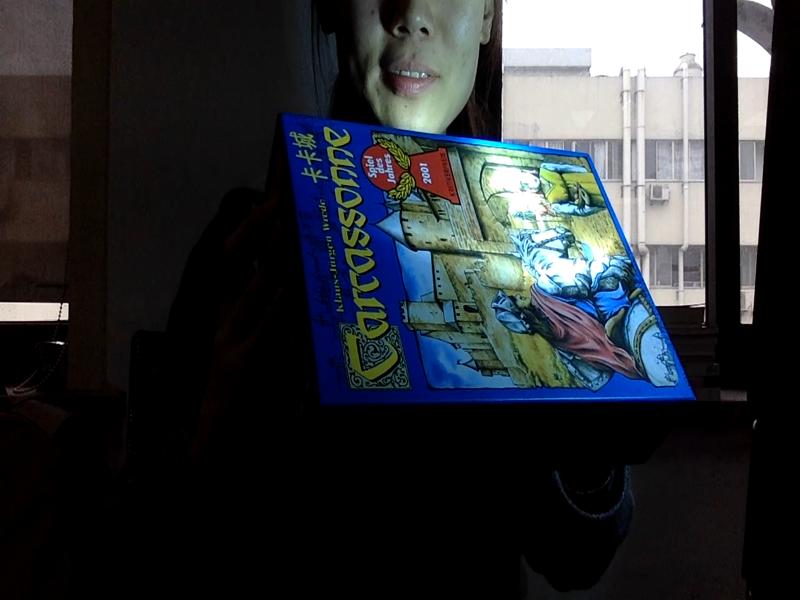 卡卡城
Carcassonne
Klaus-Jürgen Wrede
Spiel
des
Jahres
2001